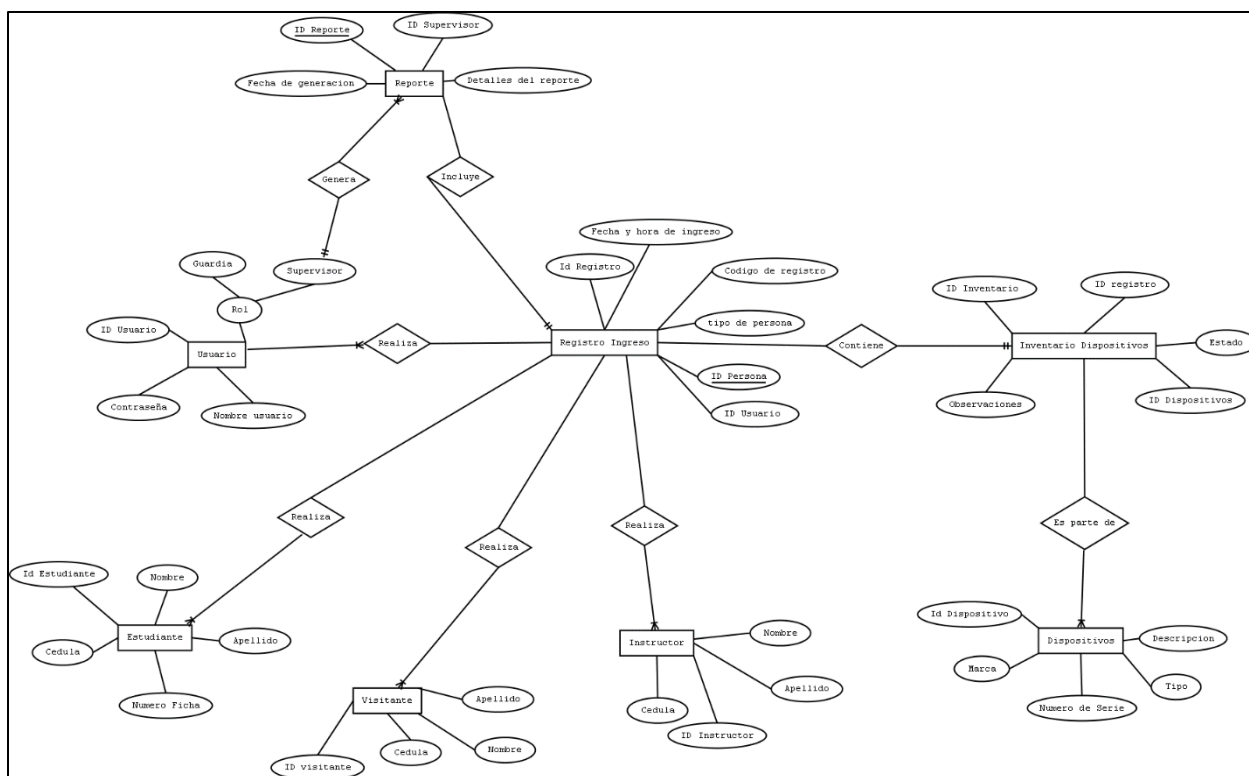 ID Reporte
ID Supervisor
Fecha de generacion
Reporte
Detalles del reporte
Genera
Incluye
Guardia
Supervisor
Rol
ID Usuario
Usuario
Contraseña
Nombre usuario
Realiza
Fecha y hora de ingreso
Id Registro
Codigo de registro
tipo de persona
Registro Ingreso
ID Persona
ID Usuario
Contiene
ID Inventario
ID registro
Inventario Dispositivos
Estado
Observaciones
ID Dispositivos
Realiza
Realiza
Realiza
Es parte de
Id Estudiante
Nombre
Estudiante
Apellido
Cedula
Numero Ficha
Visitante
Apellido
Nombre
Cedula
ID visitante
Instructor
Nombre
Apellido
Cedula
ID Instructor
Id Dispositivo
Dispositivos
Descripcion
Marca
Tipo
Numero de Serie